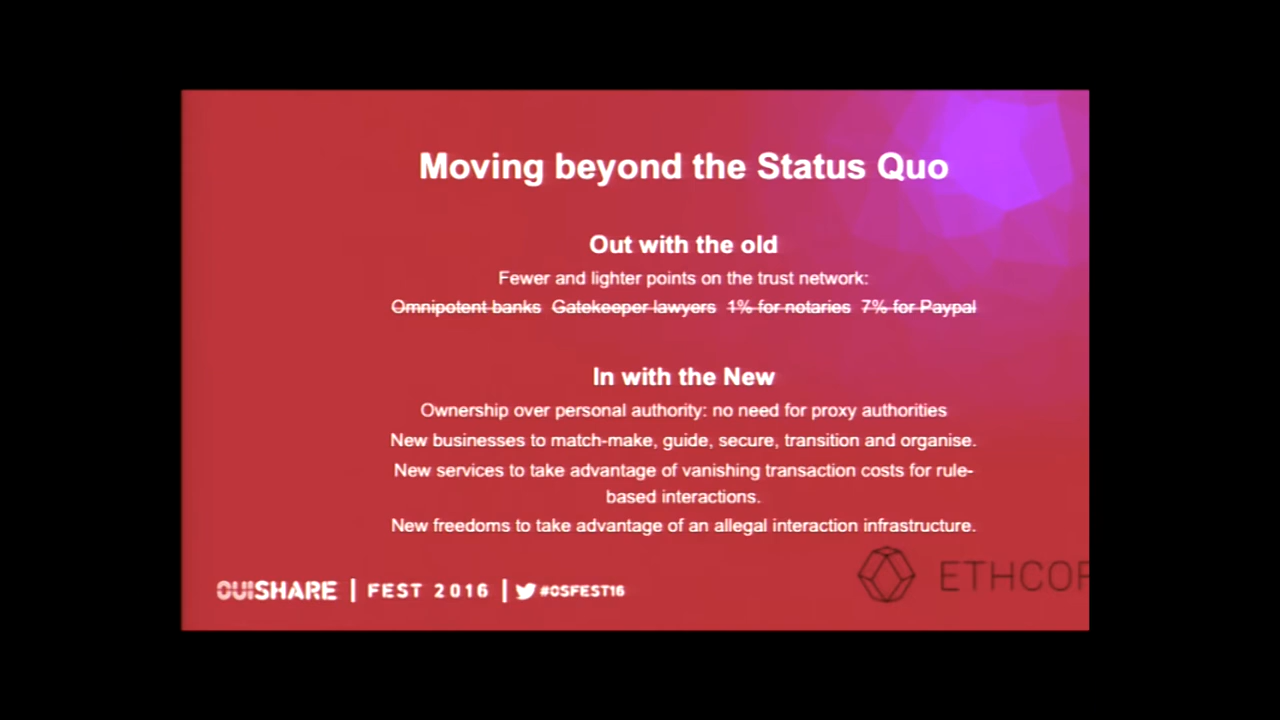 Moving beyond the Status Quo
Out with the old
Fewer and lighter points on the trust network:
Omnipotent banks Gatekeeper lawyers 1% for notaries 7% for Paypal
In with the New
Ownership over personal authority: no need for proxy authorities
New businesses to match-make, guide, secure, transition and organise.
New services to take advantage of vanishing transaction costs for rule-
based interactions.
New freedoms to take advantage of an allegal interaction infrastructure.
OUISHARE | FEST 2016 | #OSFEST16
ETHCOR